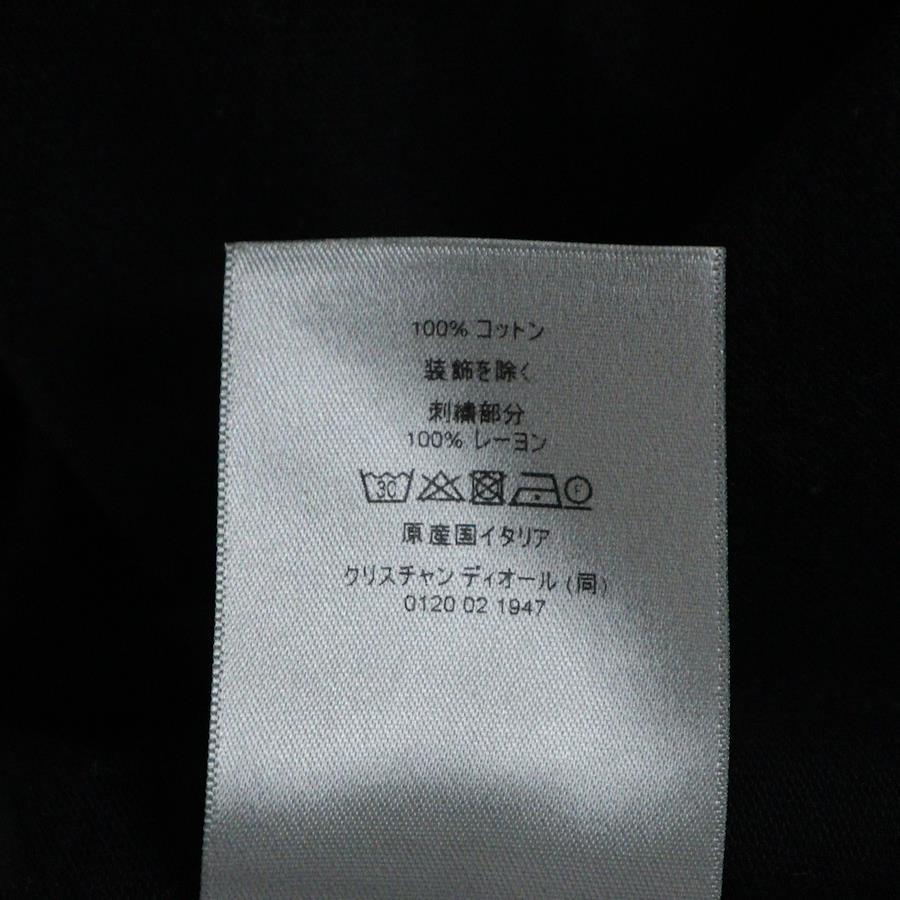 100% コットン
装飾を除く
刺繍部分
100% レーヨン
30 F
原産国イタリア
クリスチャン ディオール (同)
0120 02 1947